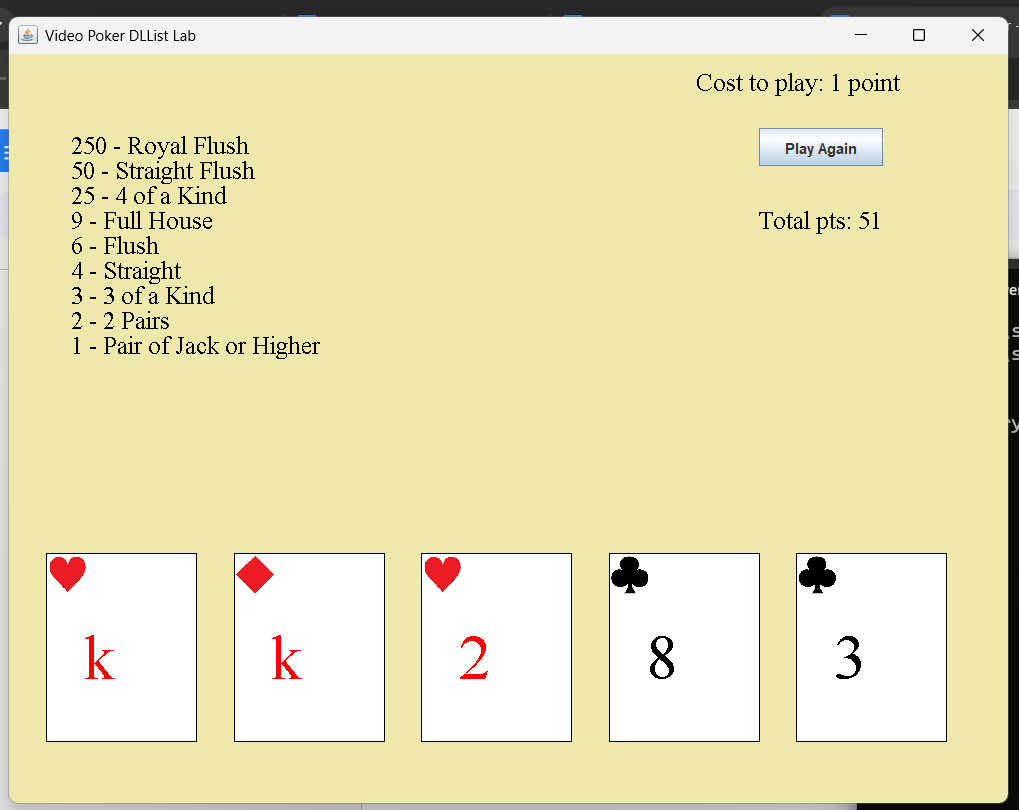 Video Poker DLList Lab
Cost to play: 1 point
250 - Royal Flush
50 - Straight Flush
25 - 4 of a Kind
9 - Full House
6 - Flush
4 - Straight
3 - 3 of a Kind
2 - 2 Pairs
1 - Pair of Jack or Higher
Play Again
Total pts: 51
k
k
2
8
3